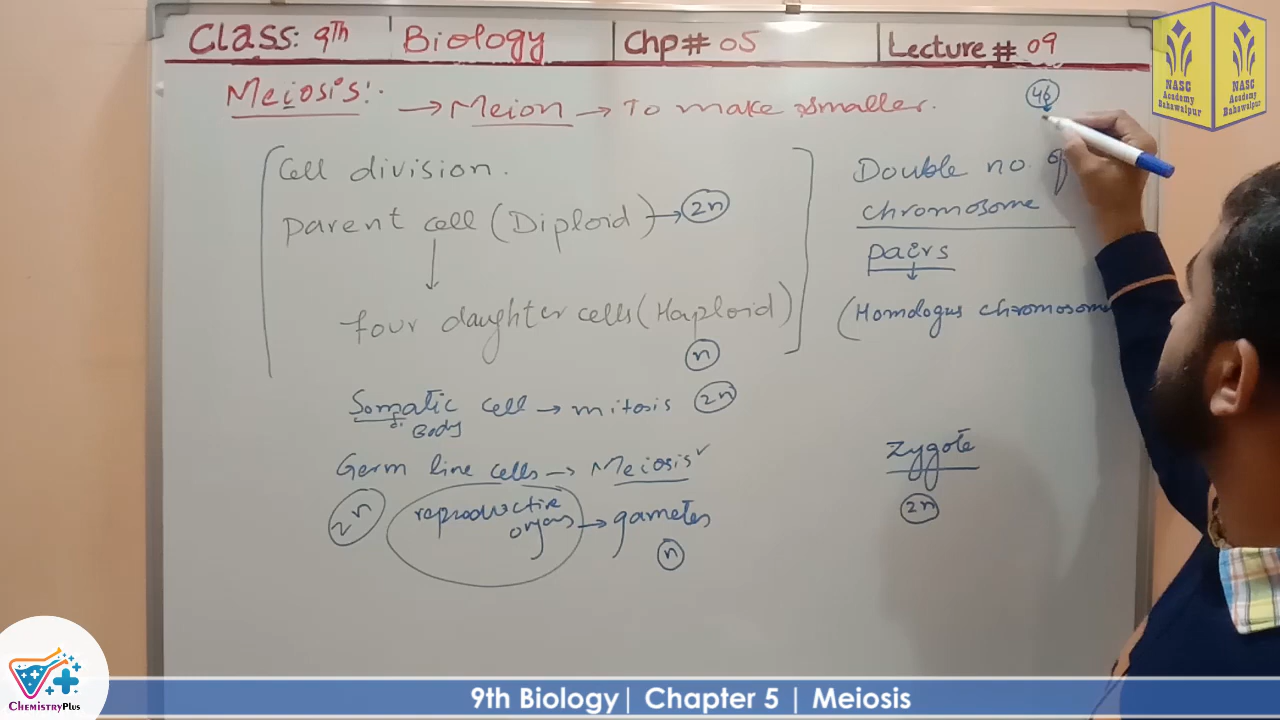 Class: 9Th Biology Chp# 05 Lecture # 09
Meiosis:- → Meion → To make smaller.
46
Cell division.
parent cell (Diploid) → 2n
four daughter cells (Haploid)
n
Somatic cell → mitosis 2n
Body
Germ line cells → Meiosis ✓
2n reproductive organs → gametes
n
Double no. of
chromosome
pairs
(Homologus chromosome
Zygote
2n
NASC
Academy
Bahawalpur
NASC
Academy
Bahawalpur
ChemistryPlus
9th Biology| Chapter 5 | Meiosis